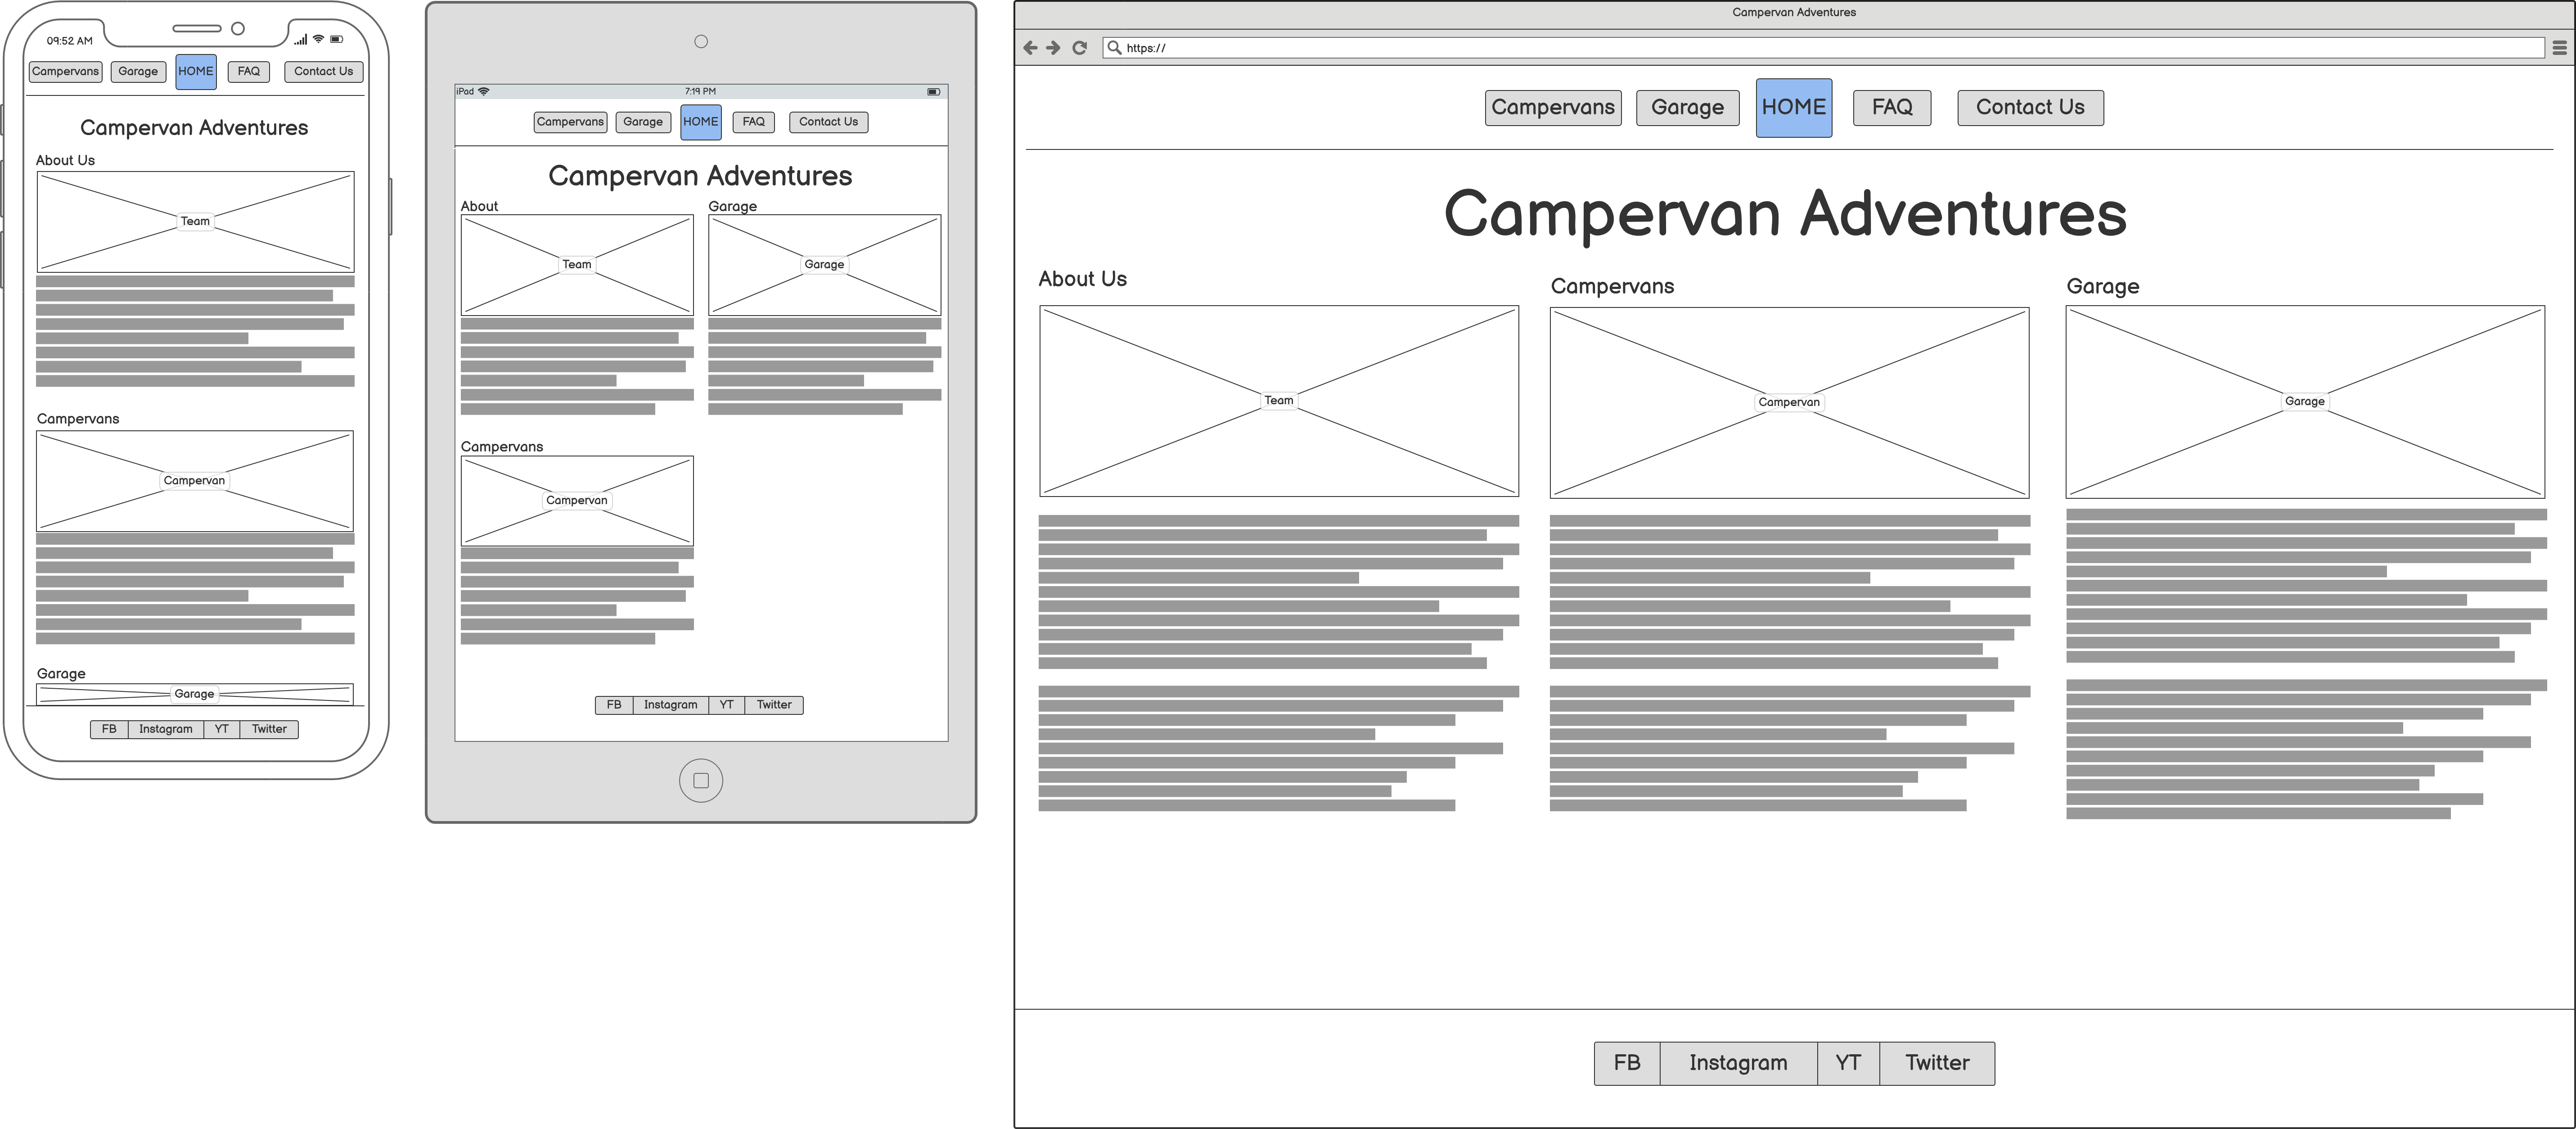 09:52 AM
Campervans Garage HOME FAQ Contact Us
Campervan Adventures
About Us
Team
Campervans
Campervan
Garage
Garage
FB Instagram YT Twitter
iPad 7:19 PM
Campervans Garage HOME FAQ Contact Us
Campervan Adventures
About Garage
Team Garage
Campervans
Campervan
FB Instagram YT Twitter
Campervan Adventures
https://
Campervans Garage HOME FAQ Contact Us
Campervan Adventures
About Us Campervans Garage
Team Campervan Garage
FB Instagram YT Twitter